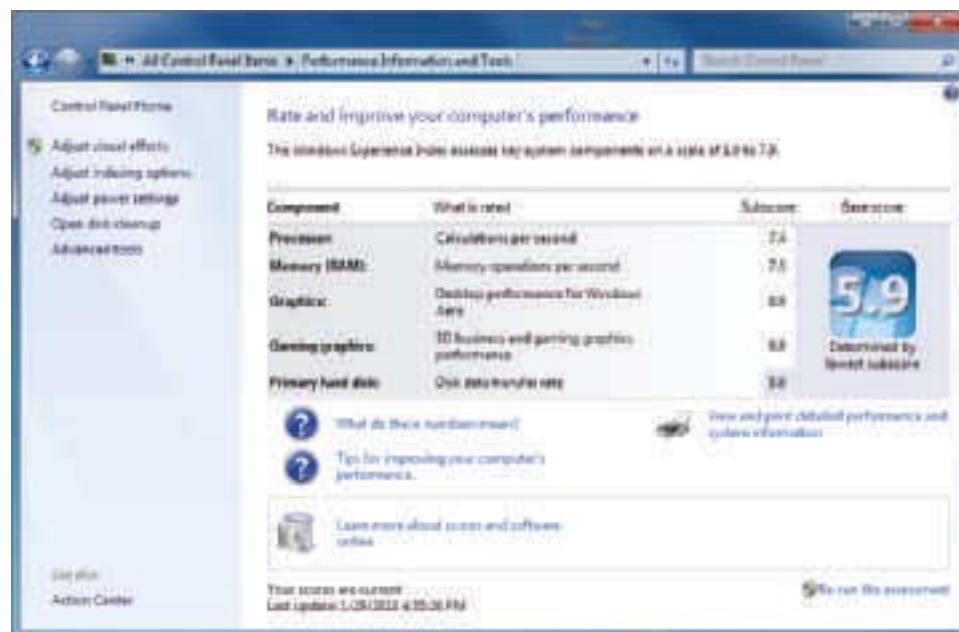 All Control Panel Items ▸ Performance Information and Tools
Search Control Panel
Control Panel Home
Adjust visual effects
Adjust indexing options
Adjust power settings
Open disk cleanup
Advanced tools
See also
Action Center
Rate and improve your computer's performance
The Windows Experience Index assesses key system components on a scale of 1.0 to 7.9.
Component What is rated Subscore Base score
Processor: Calculations per second
Memory (RAM): Memory operations per second
Graphics: Desktop performance for Windows
Aero
Gaming graphics: 3D business and gaming graphics
performance
Primary hard disk: Disk data transfer rate
5.9
Determined by
lowest subscore
What do these numbers mean?
Tips for improving your computer's
performance.
View and print detailed performance and
system information
Learn more about scores and software
online
Your scores are current
Last update:
Re-run the assessment